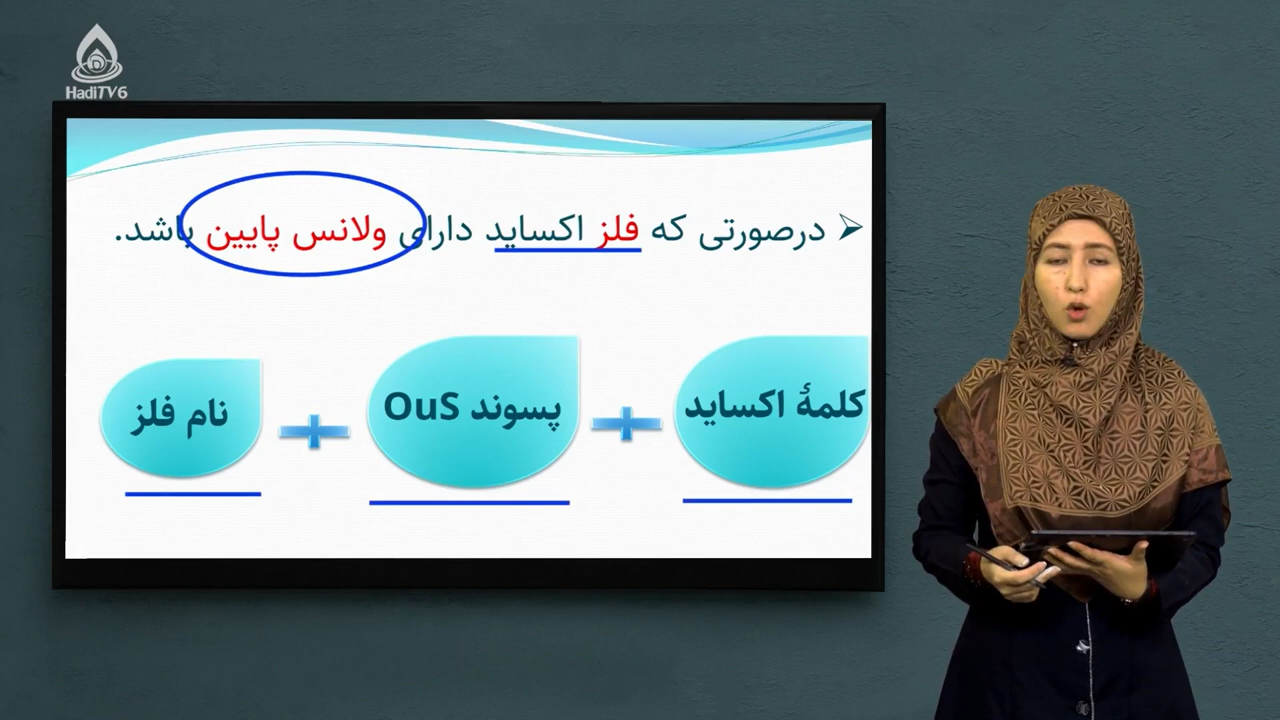 HadiTV6
➢ درصورتی که فلز اکساید دارای ولانس پایین باشد.
کلمهٔ اکساید + پسوند OuS + نام فلز